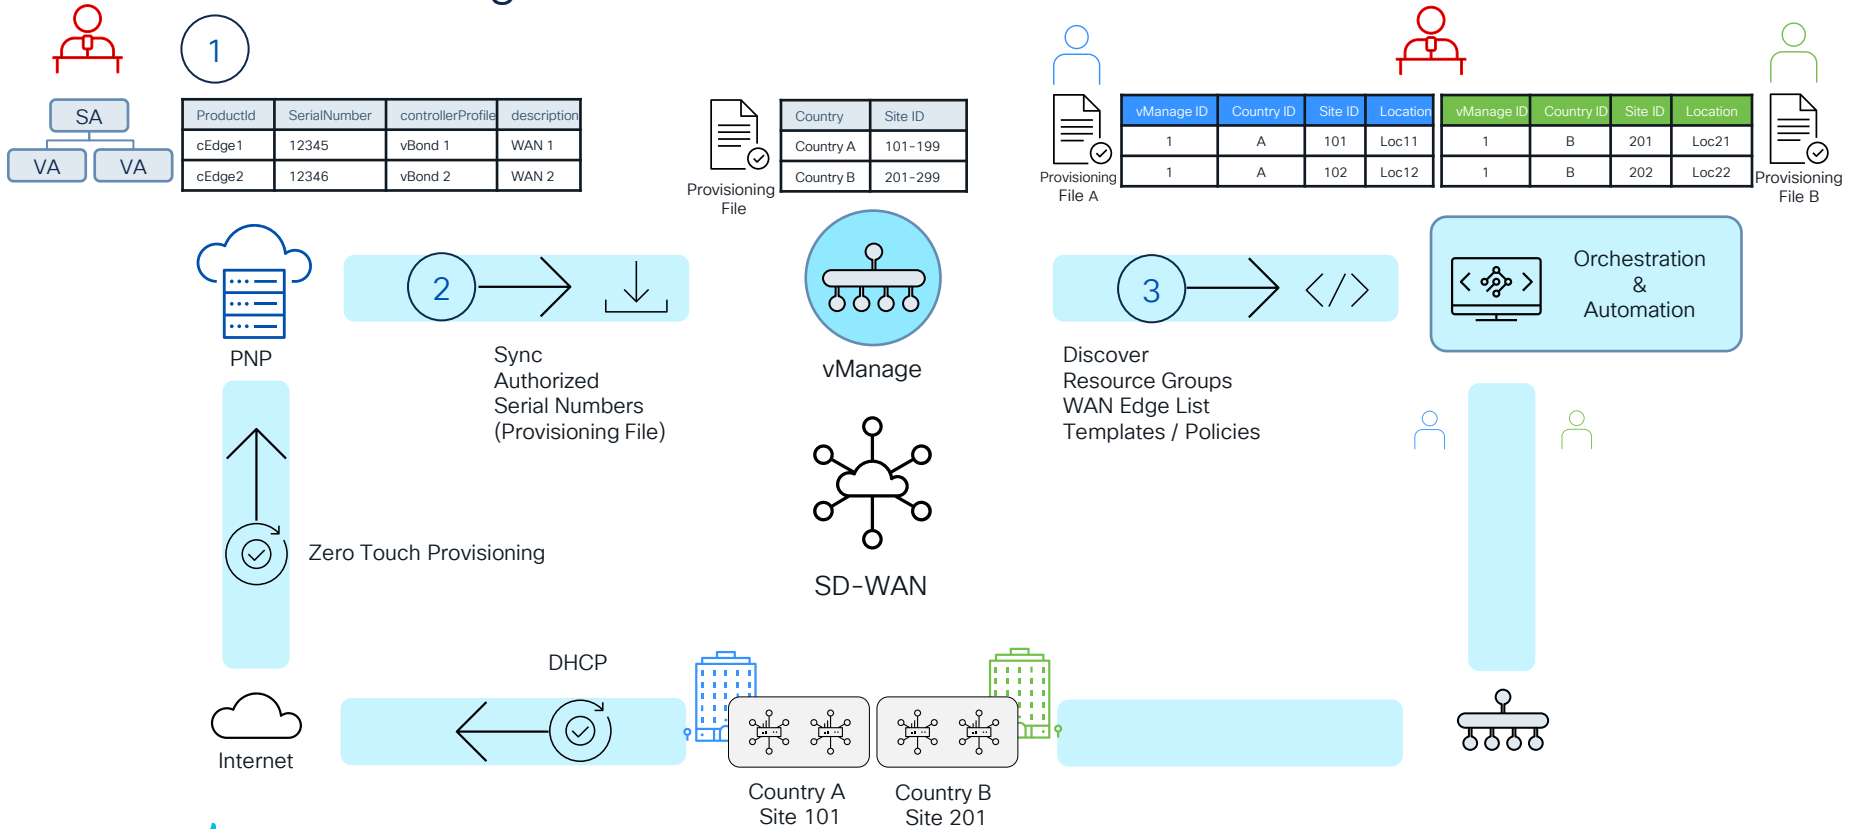 1
SA
VA VA
ProductId SerialNumber controllerProfile description
cEdge1 12345 vBond 1 WAN 1
cEdge2 12346 vBond 2 WAN 2
Provisioning
File
Country Site ID
Country A 101-199
Country B 201-299
Provisioning
File A
vManage ID Country ID Site ID Location
1 A 101 Loc11
1 A 102 Loc12
vManage ID Country ID Site ID Location
1 B 201 Loc21
1 B 202 Loc22
Provisioning
File B
PNP
2
Sync
Authorized
Serial Numbers
(Provisioning File)
vManage
3
Discover
Resource Groups
WAN Edge List
Templates / Policies
Orchestration
&
Automation
Zero Touch Provisioning
SD-WAN
DHCP
Internet
Country A
Site 101
Country B
Site 201